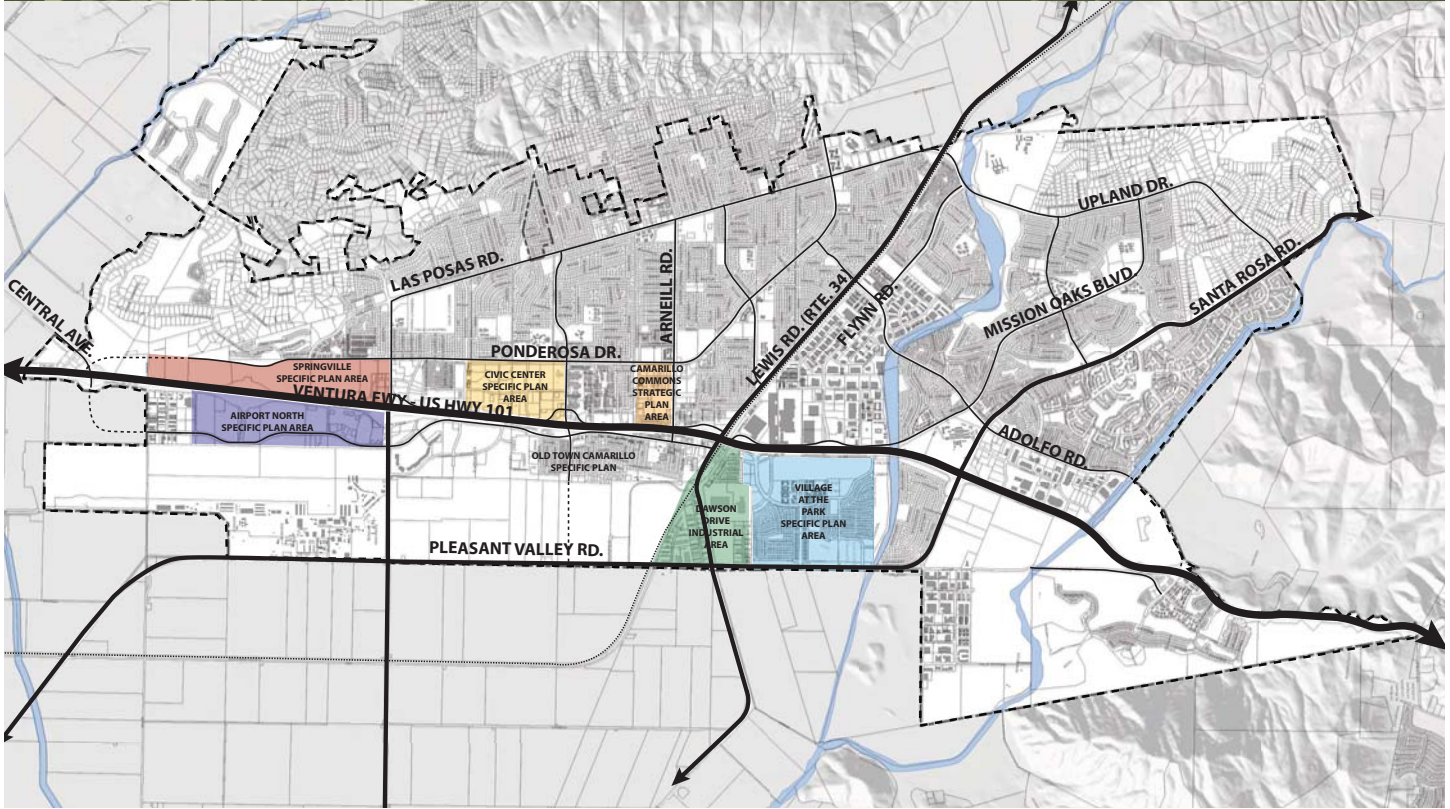 UPLAND DR.
LAS POSAS RD.
ARNEILL RD.
LEWIS RD. (RTE. 34)
FLYNN RD.
MISSION OAKS BLVD.
SANTA ROSA RD.
CENTRAL AVE.
PONDEROSA DR.
SPRINGVILLE
SPECIFIC PLAN AREA
CIVIC CENTER
SPECIFIC PLAN
AREA
CAMARILLO
COMMONS
STRATEGIC
PLAN
AREA
VENTURA FWY - US HWY 101
AIRPORT NORTH
SPECIFIC PLAN AREA
ADOLFO RD.
OLD TOWN CAMARILLO
SPECIFIC PLAN
VILLAGE
AT THE
PARK
SPECIFIC PLAN
AREA
DAWSON
DRIVE
INDUSTRIAL
AREA
PLEASANT VALLEY RD.